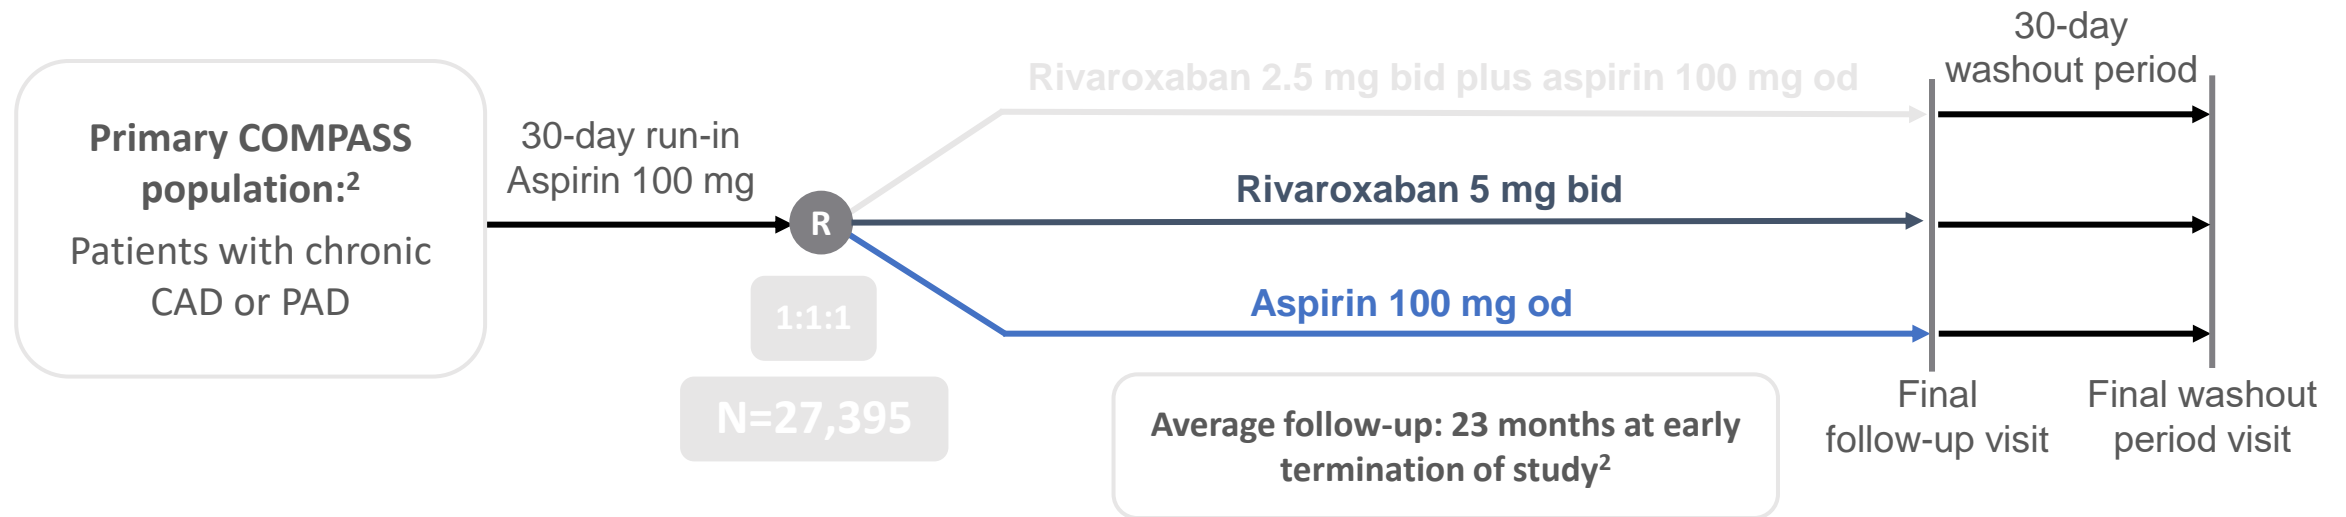 Primary COMPASS
population:²
Patients with chronic
CAD or PAD
30-day run-in
Aspirin 100 mg
R
1:1:1
N=27,395
Rivaroxaban 2.5 mg bid plus aspirin 100 mg od
Rivaroxaban 5 mg bid
Aspirin 100 mg od
Average follow-up: 23 months at early
termination of study²
30-day
washout period
Final
follow-up visit
Final washout
period visit